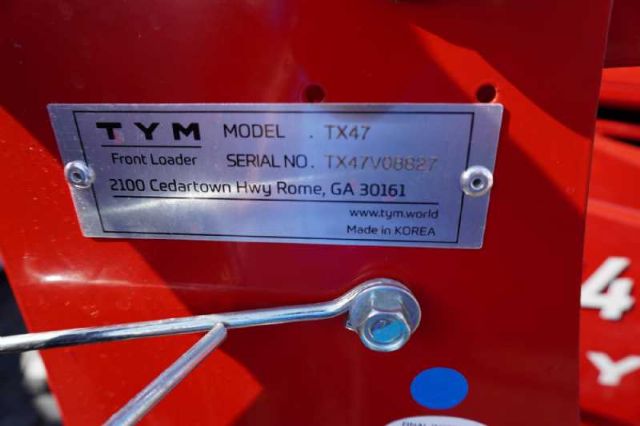 TYM MODEL . TX47
Front Loader SERIAL NO. TX47V08827
2100 Cedartown Hwy Rome, GA 30161
www.tym.world
Made in KOREA
4
Y